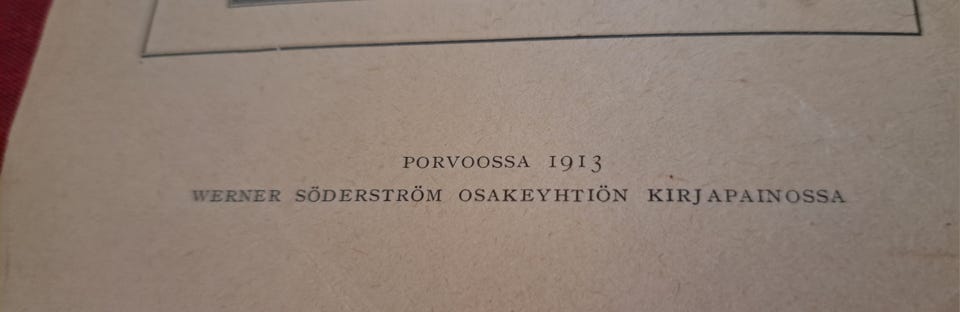 PORVOOSSA 1913
WERNER SÖDERSTRÖM OSAKEYHTIÖN KIRJAPAINOSSA